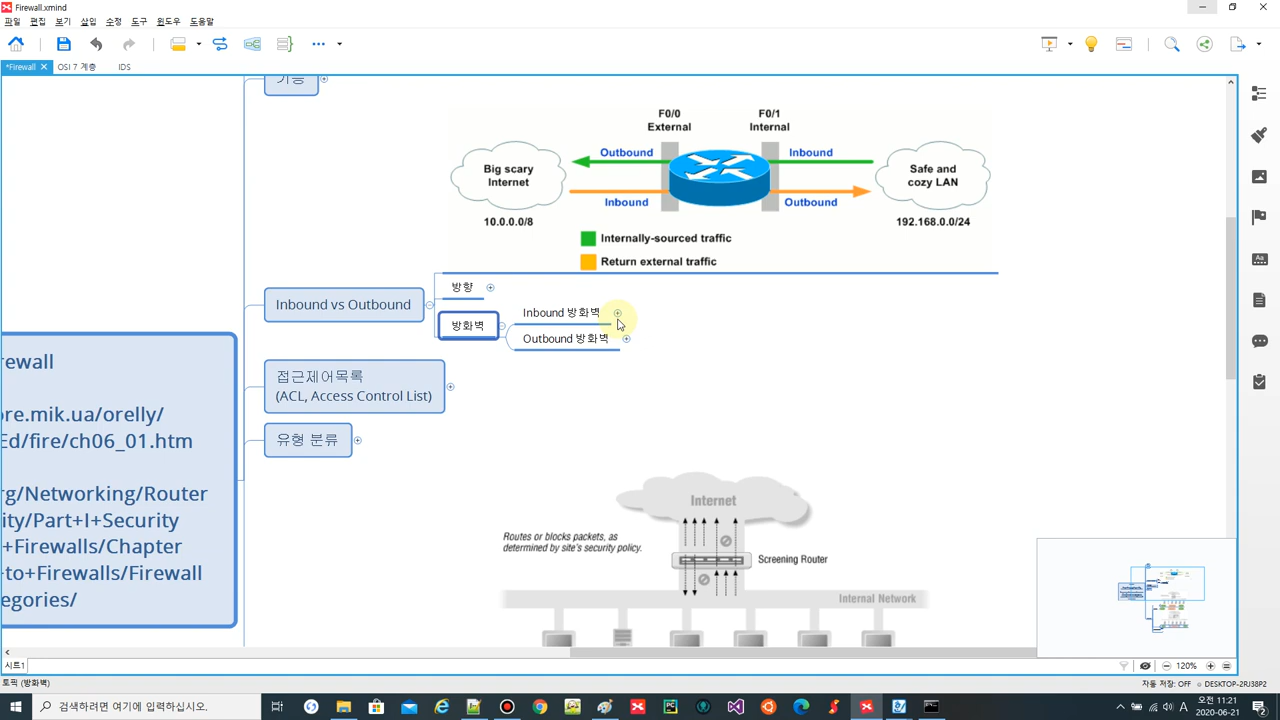 Firewall.xmind
파일 편집 보기 삽입 수정 도구 윈도우 도움말
*Firewall OSI 7 계층 IDS
기능
F0/0 External
F0/1 Internal
Outbound
Inbound
Big scary Internet
Safe and cozy LAN
Inbound
Outbound
10.0.0.0/8
192.168.0.0/24
Internally-sourced traffic
Return external traffic
방향
Inbound vs Outbound
방화벽
Inbound 방화벽
Outbound 방화벽
접근제어목록
(ACL, Access Control List)
유형 분류
ewall
ore.mik.ua/orelly/
Ed/fire/ch06_01.htm
rg/Networking/Router
ity/Part+I+Security
+Firewalls/Chapter
-to+Firewalls/Firewall
egories/
Internet
Routes or blocks packets, as
determined by site's security policy.
Screening Router
Internal Network
시트1
120%
토픽 (방화벽)
자동 저장: OFF
DESKTOP-2RJ38P2
검색하려면 여기에 입력하십시오.
A
오전 11:21
2020-06-21